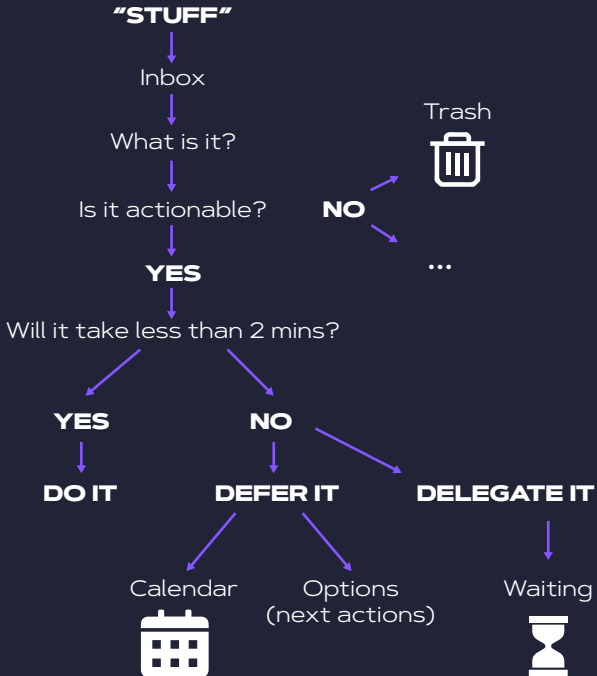 “STUFF”
Inbox
Trash
What is it?
Is it actionable?
NO
...
YES
Will it take less than 2 mins?
YES
NO
DO IT
DEFER IT
DELEGATE IT
Calendar
Options
(next actions)
Waiting